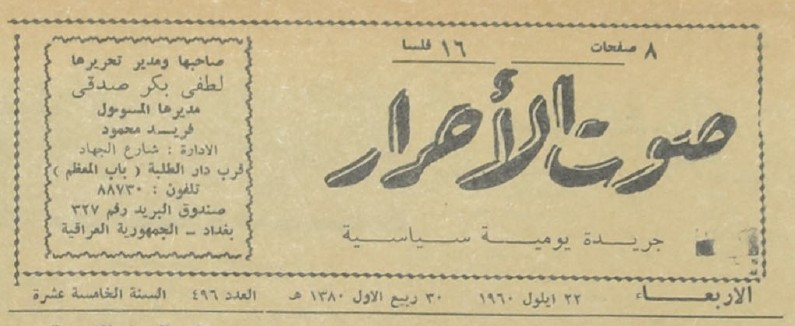 ٨ صفحات ١٦ فلسا
صوت الأحرار
جريدة يومية سياسية
صاحبها ومدير تحريرها
لطفي بكر صدقي
مديرها المسوءول
فريد محمود
الادارة : شارع الجهاد
قرب دار الطلبة ( باب المعظم )
تلفون : ٨٨٧٣٠
صندوق البريد رقم ٣٢٧
بغداد - الجمهورية العراقية
الاربعاء ٢٢ ايلول ١٩٦٠ ٣٠ ربيع الاول ١٣٨٠ هـ العدد ٤٩٦ السنة الخامسة عشرة